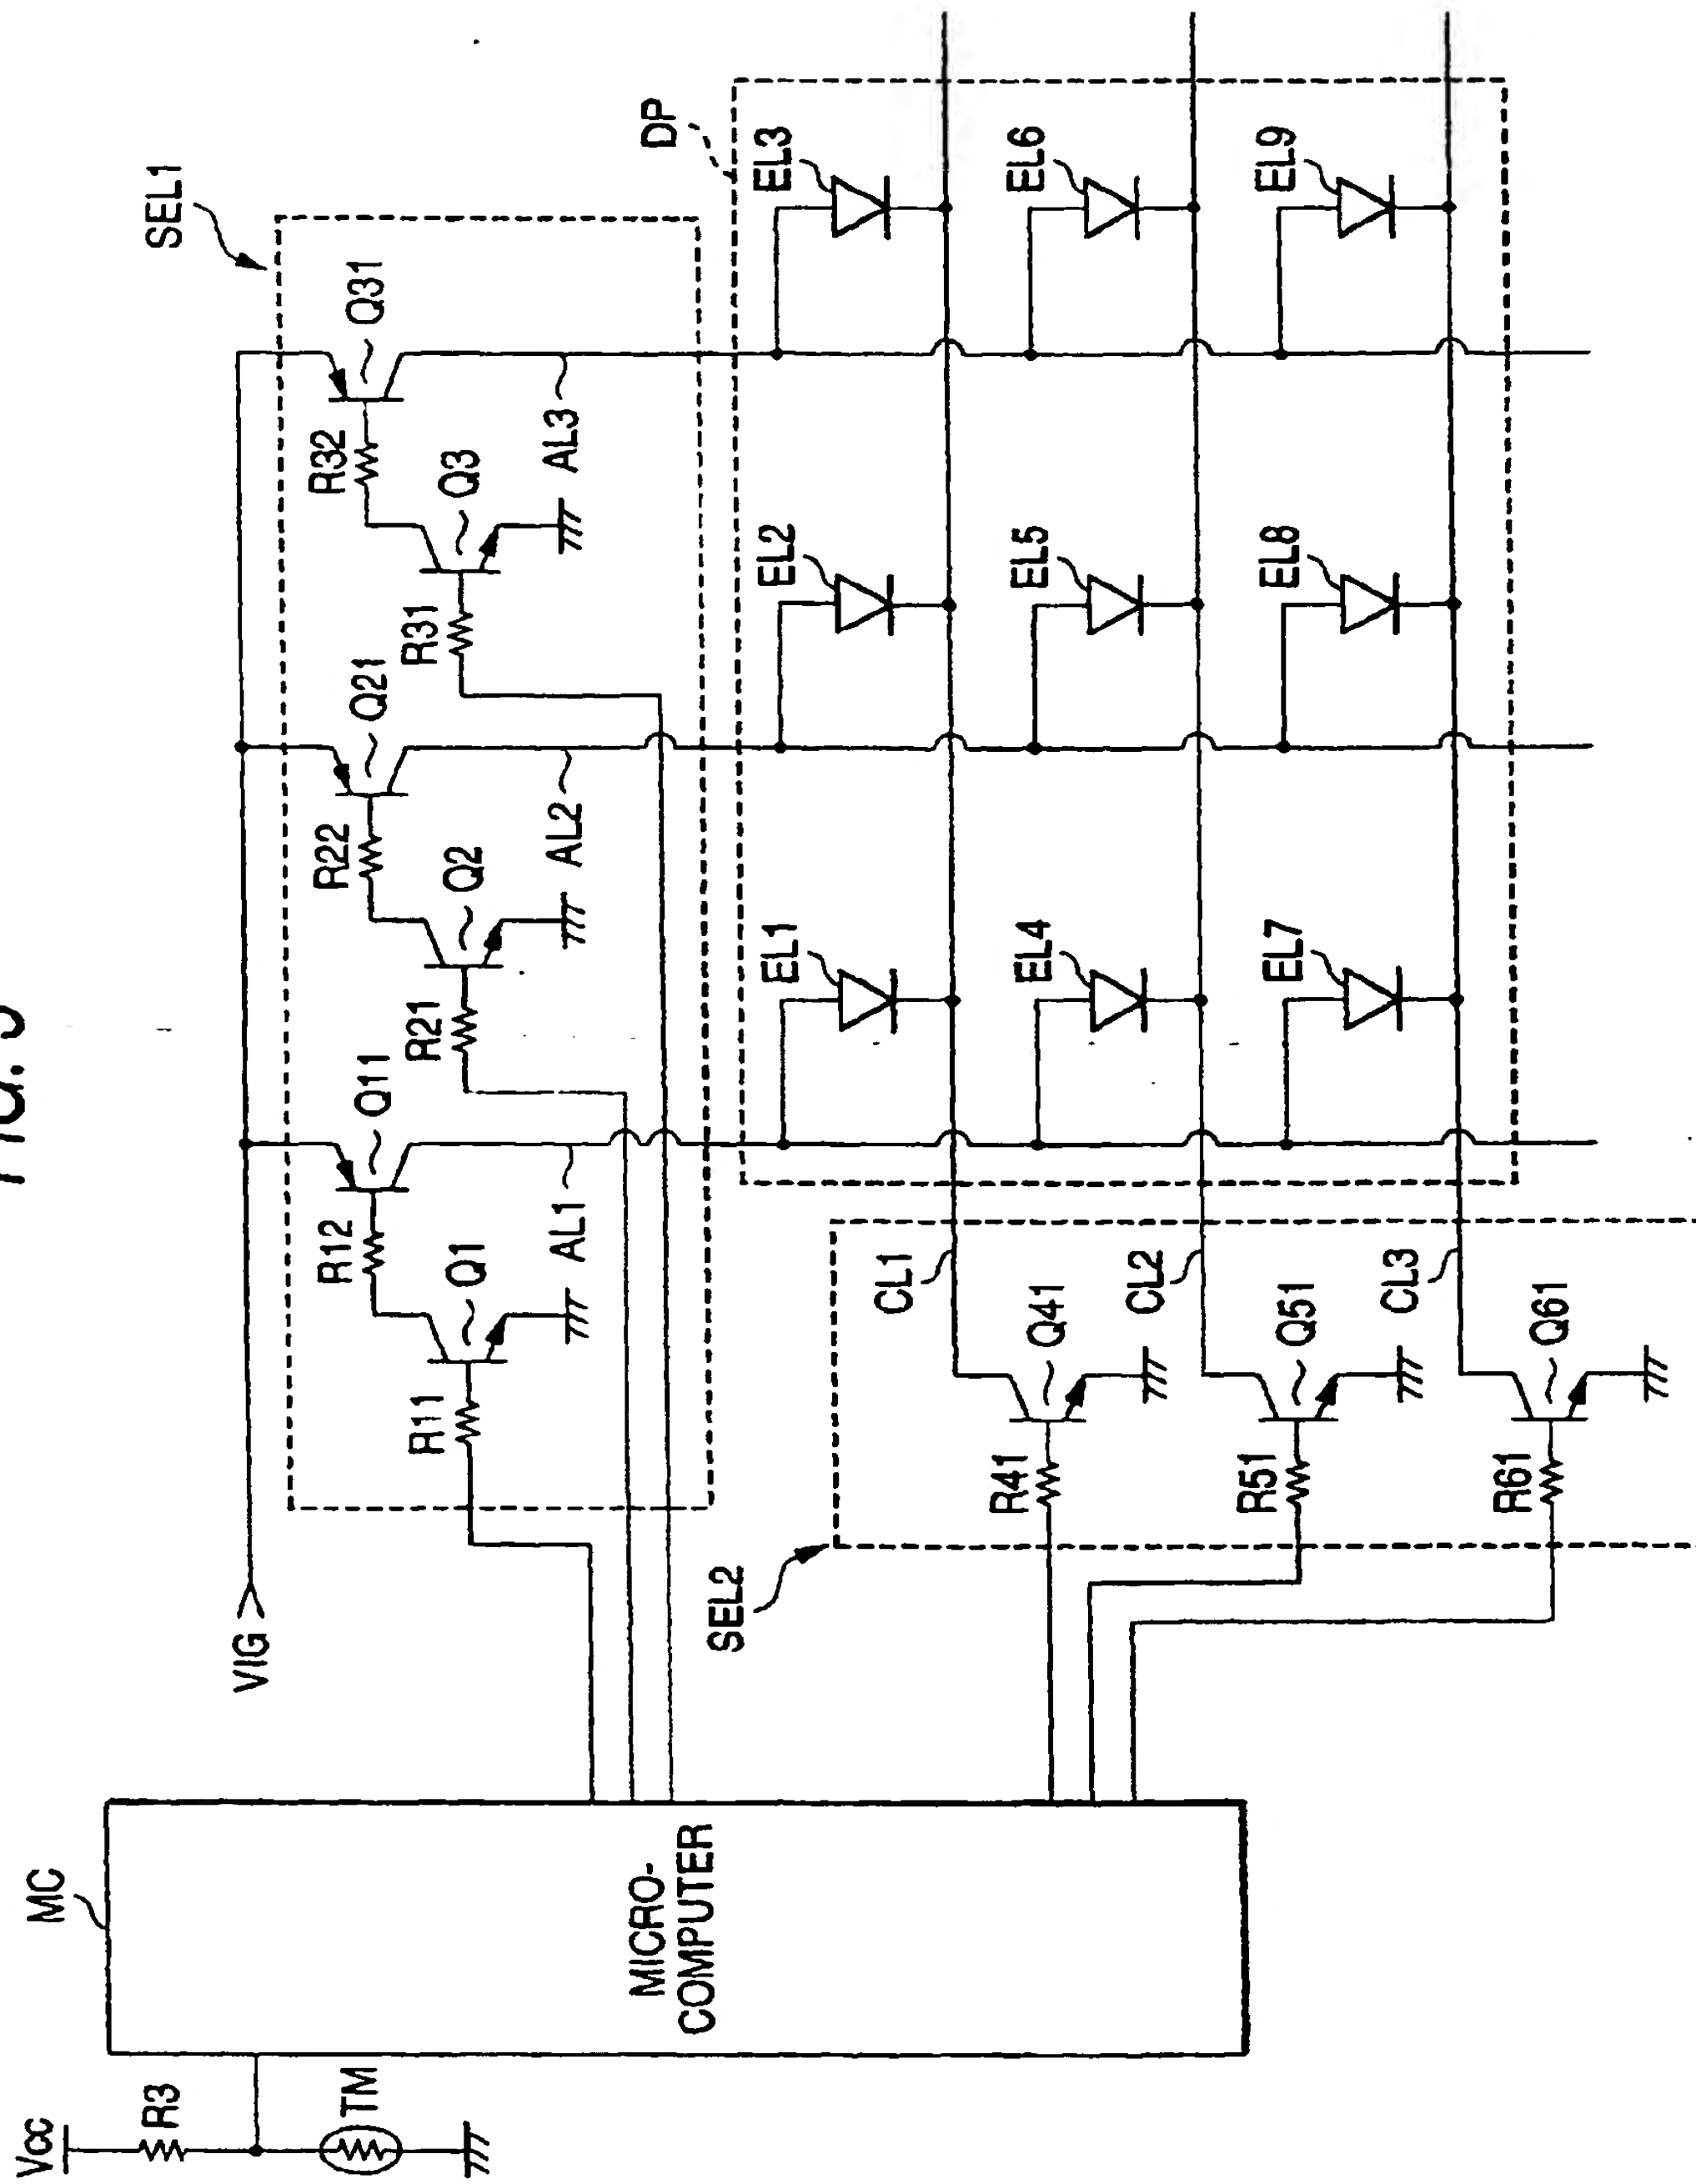 FIG.
Vcc
MC
R3
SEL1
VIG
TM
R12
Q11
R22
Q21
R32
Q31
R11
Q1
R21
Q2
R31
Q3
AL1
AL2
AL3
MICRO-
COMPUTER
DP
SEL2
EL1
EL2
EL3
CL1
R41
Q41
EL4
EL5
EL6
CL2
R51
Q51
EL7
EL8
EL9
CL3
R61
Q61